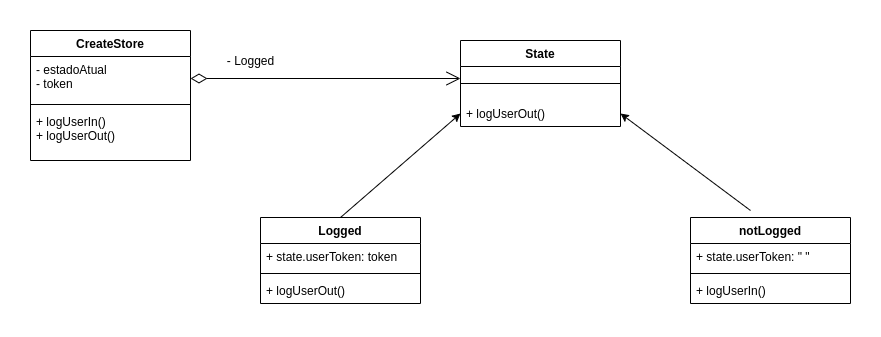 CreateStore
- estadoAtual
- token
+ logUserIn()
+ logUserOut()
- Logged
State
+ logUserOut()
Logged
+ state.userToken: token
+ logUserOut()
notLogged
+ state.userToken: " "
+ logUserIn()